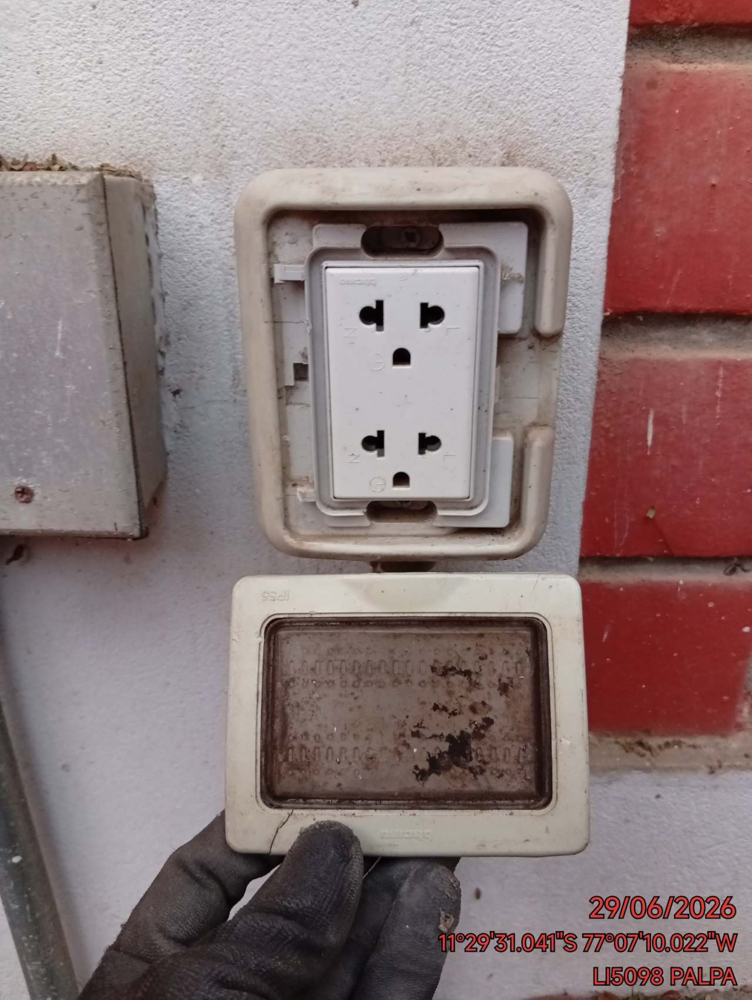 bticino
N L
G
N L
IP55
bticino
29/06/2026
11°29'31.041"S 77°07'10.022"W
LI5098 PALPA